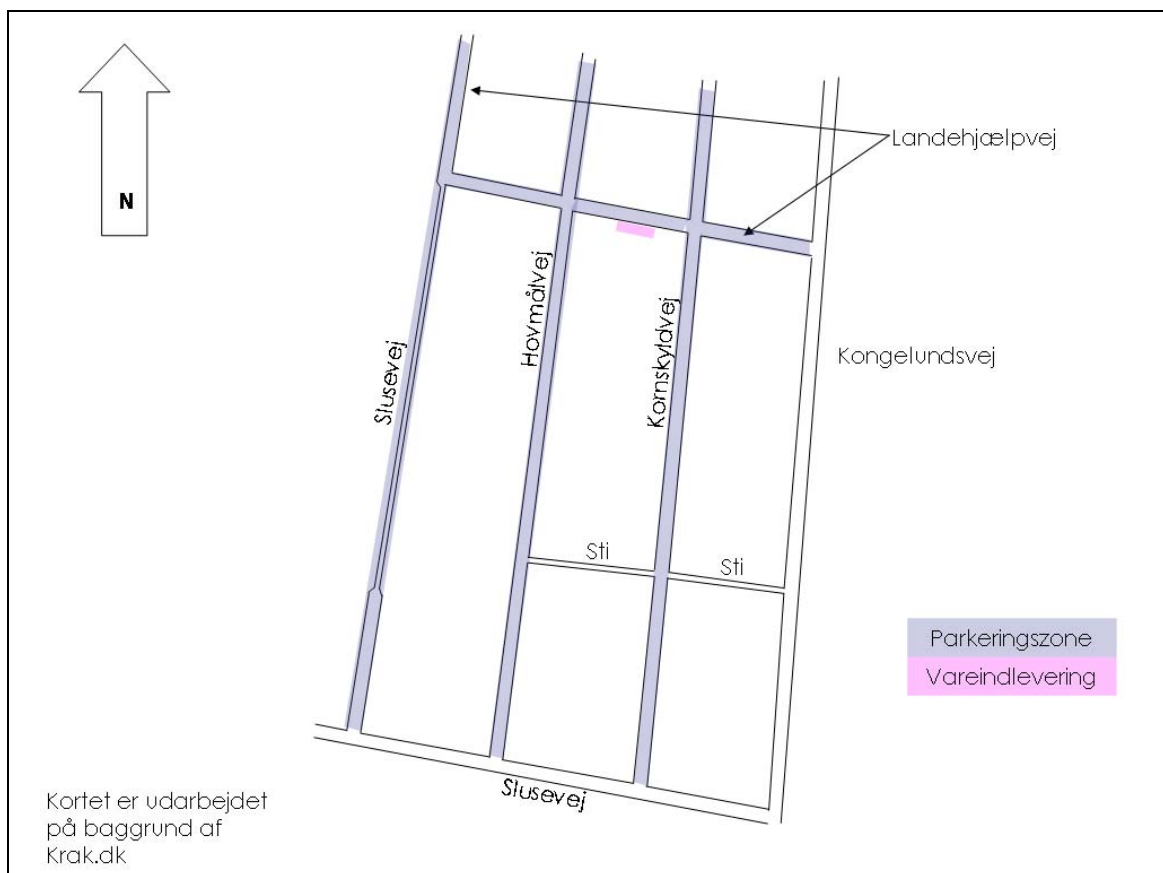 N
Landehjælpvej
Hovmålvej
Kornskyldvej
Slusevej
Kongelundsvej
Sti
Sti
Parkeringszone
Vareindlevering
Slusevej
Kortet er udarbejdet
på baggrund af
Krak.dk